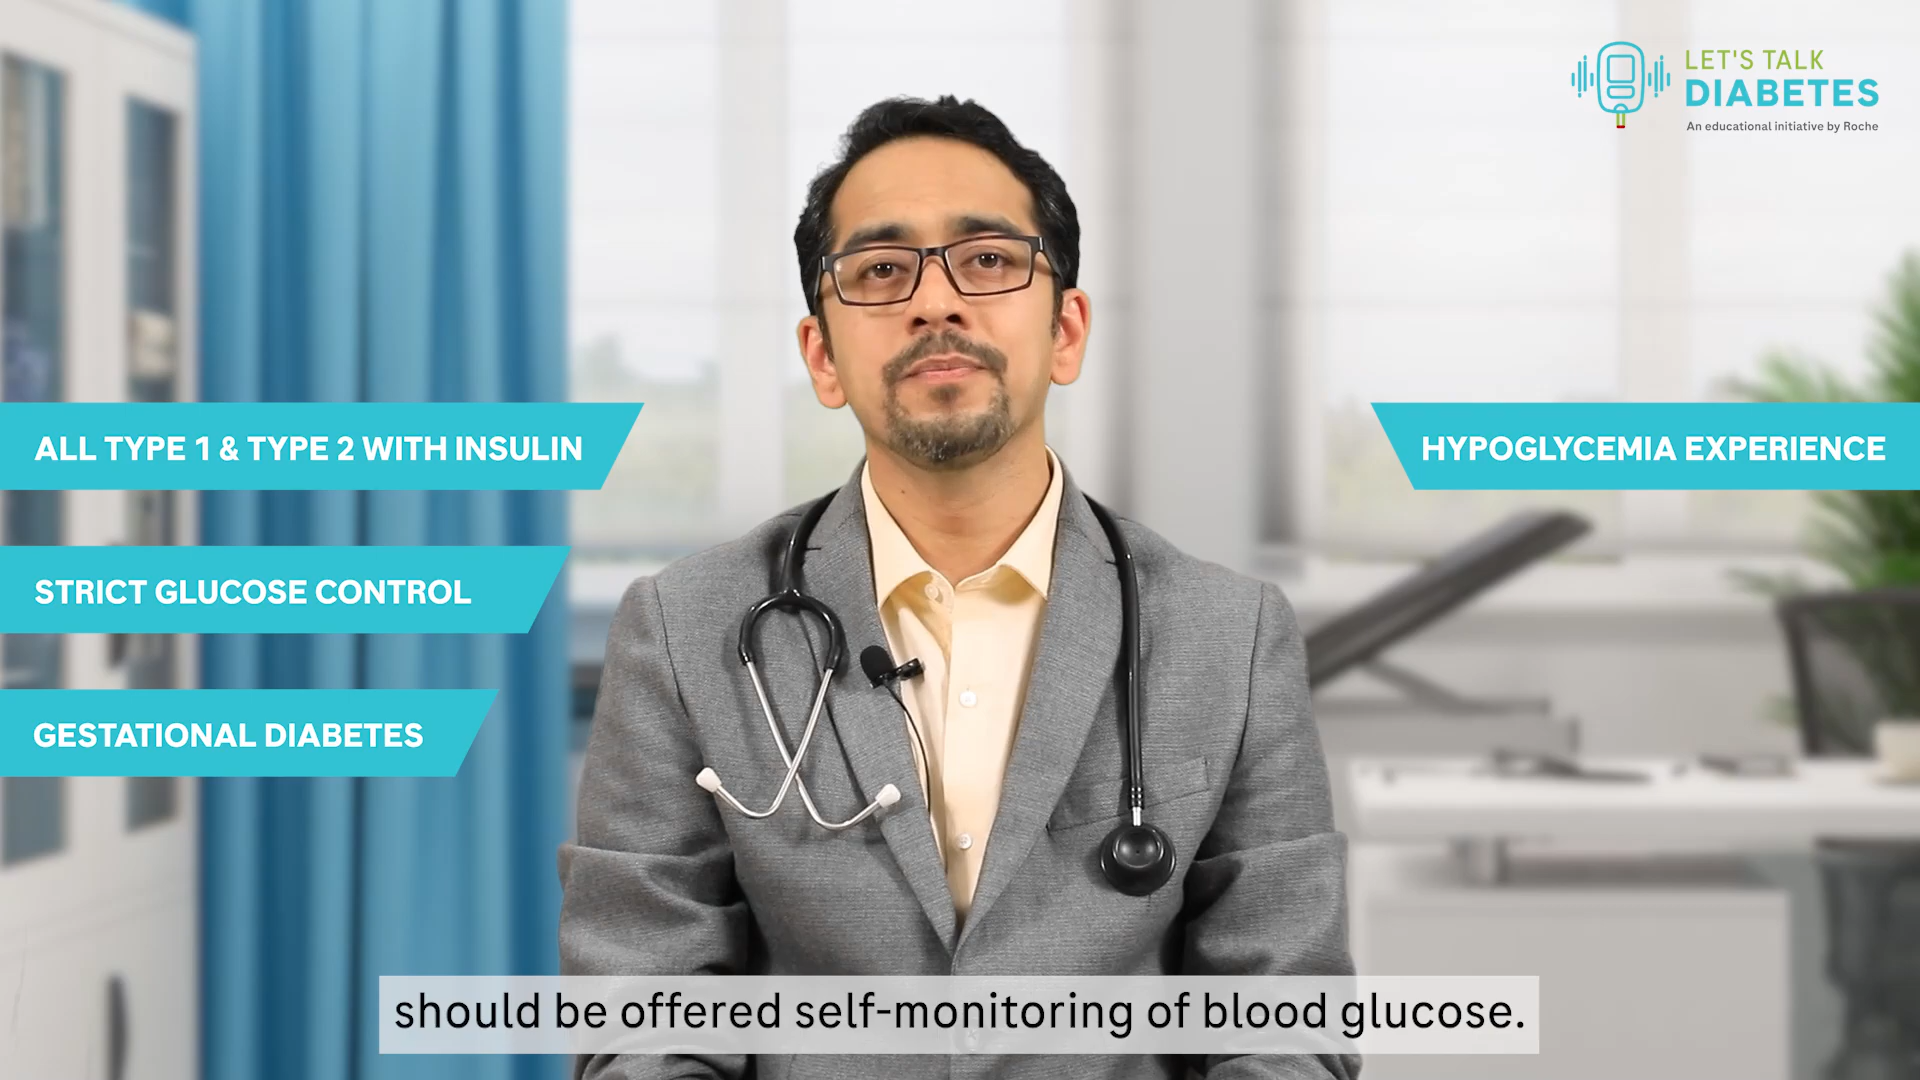 LET'S TALK
DIABETES
An educational initiative by Roche
ALL TYPE 1 & TYPE 2 WITH INSULIN
HYPOGLYCEMIA EXPERIENCE
STRICT GLUCOSE CONTROL
GESTATIONAL DIABETES
should be offered self-monitoring of blood glucose.